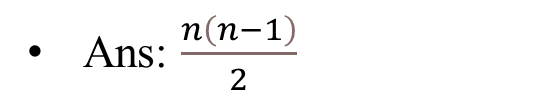 • Ans: n(n−1)/2